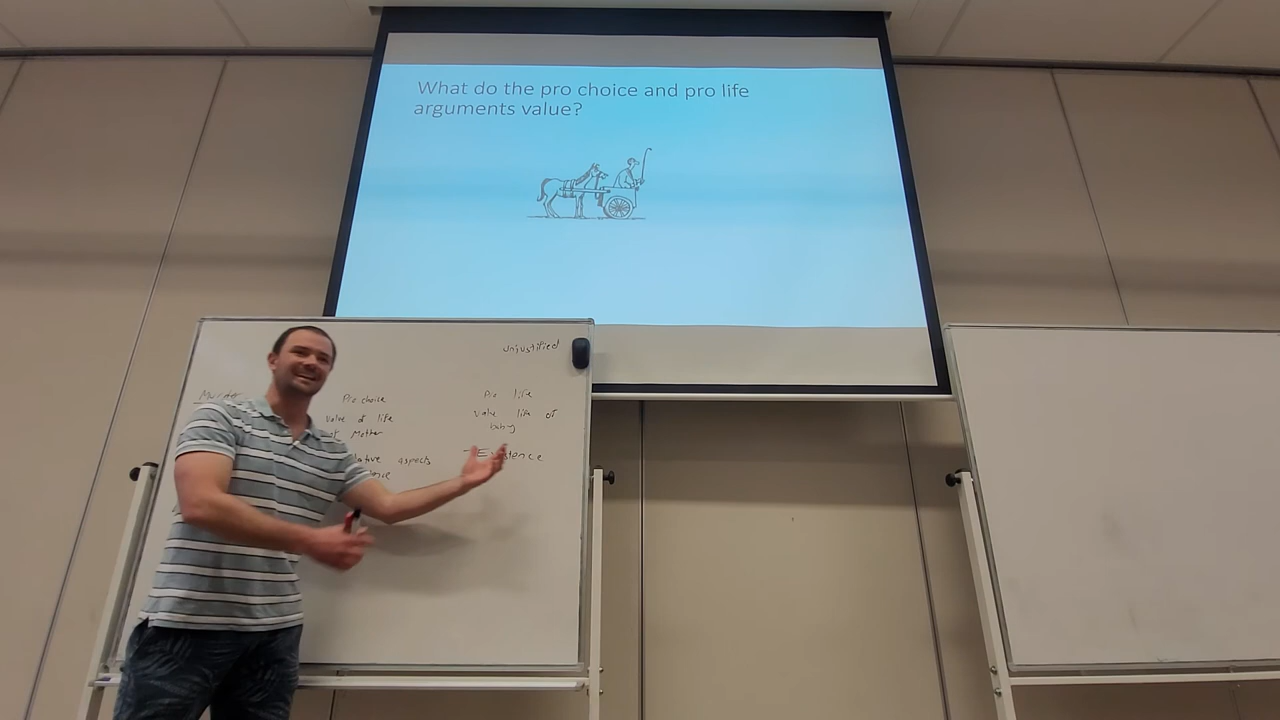 What do the pro choice and pro life
arguments value?
unjustified
Murder
Pro choice
value of life
Mother
aspects
Pro life
value life of
baby
- Existence